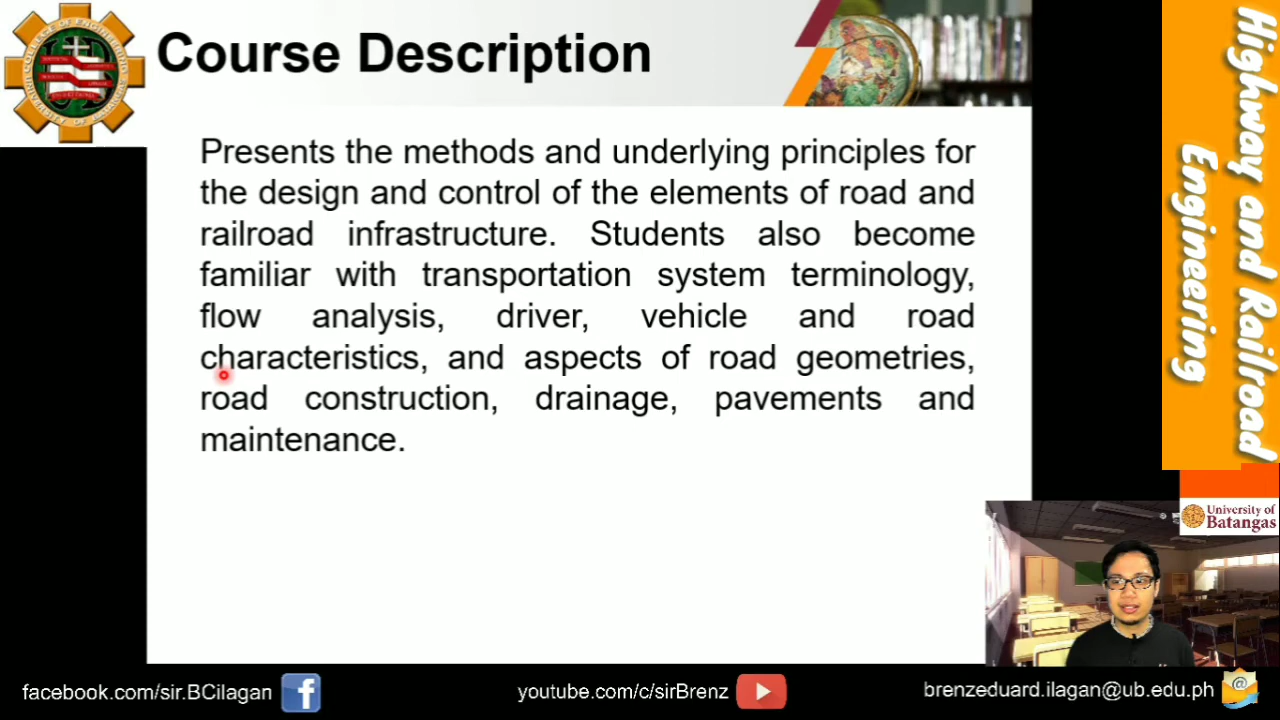 Course Description
Presents the methods and underlying principles for
the design and control of the elements of road and
railroad infrastructure. Students also become
familiar with transportation system terminology,
flow analysis, driver, vehicle and road
characteristics, and aspects of road geometries,
road construction, drainage, pavements and
maintenance.
Highway and Railroad
Engineering
University of
Batangas
facebook.com/sir.BCilagan
youtube.com/c/sirBrenz
brenzeduard.ilagan@ub.edu.ph